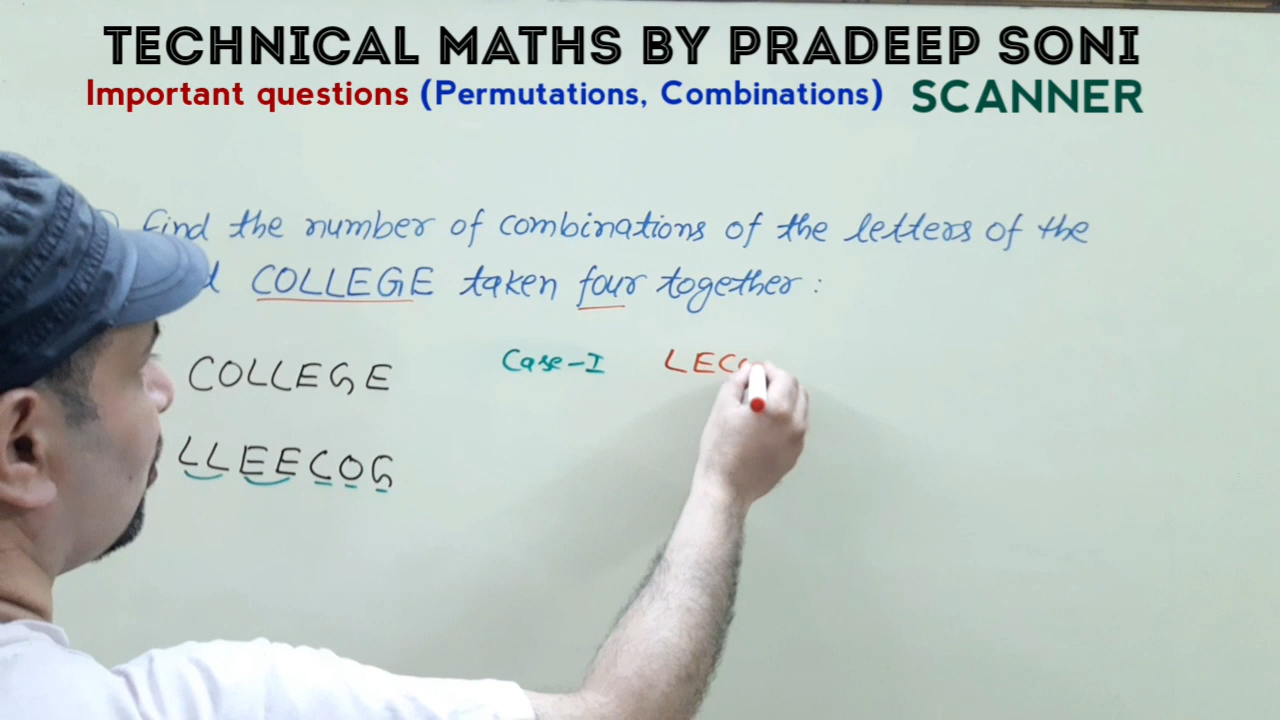 TECHNICAL MATHS BY PRADEEP SONI
Important questions (Permutations, Combinations) SCANNER
Find the number of combinations of the letters of the
COLLEGE taken four together :
COLLEGE
Case-I LEC
LLEECOG